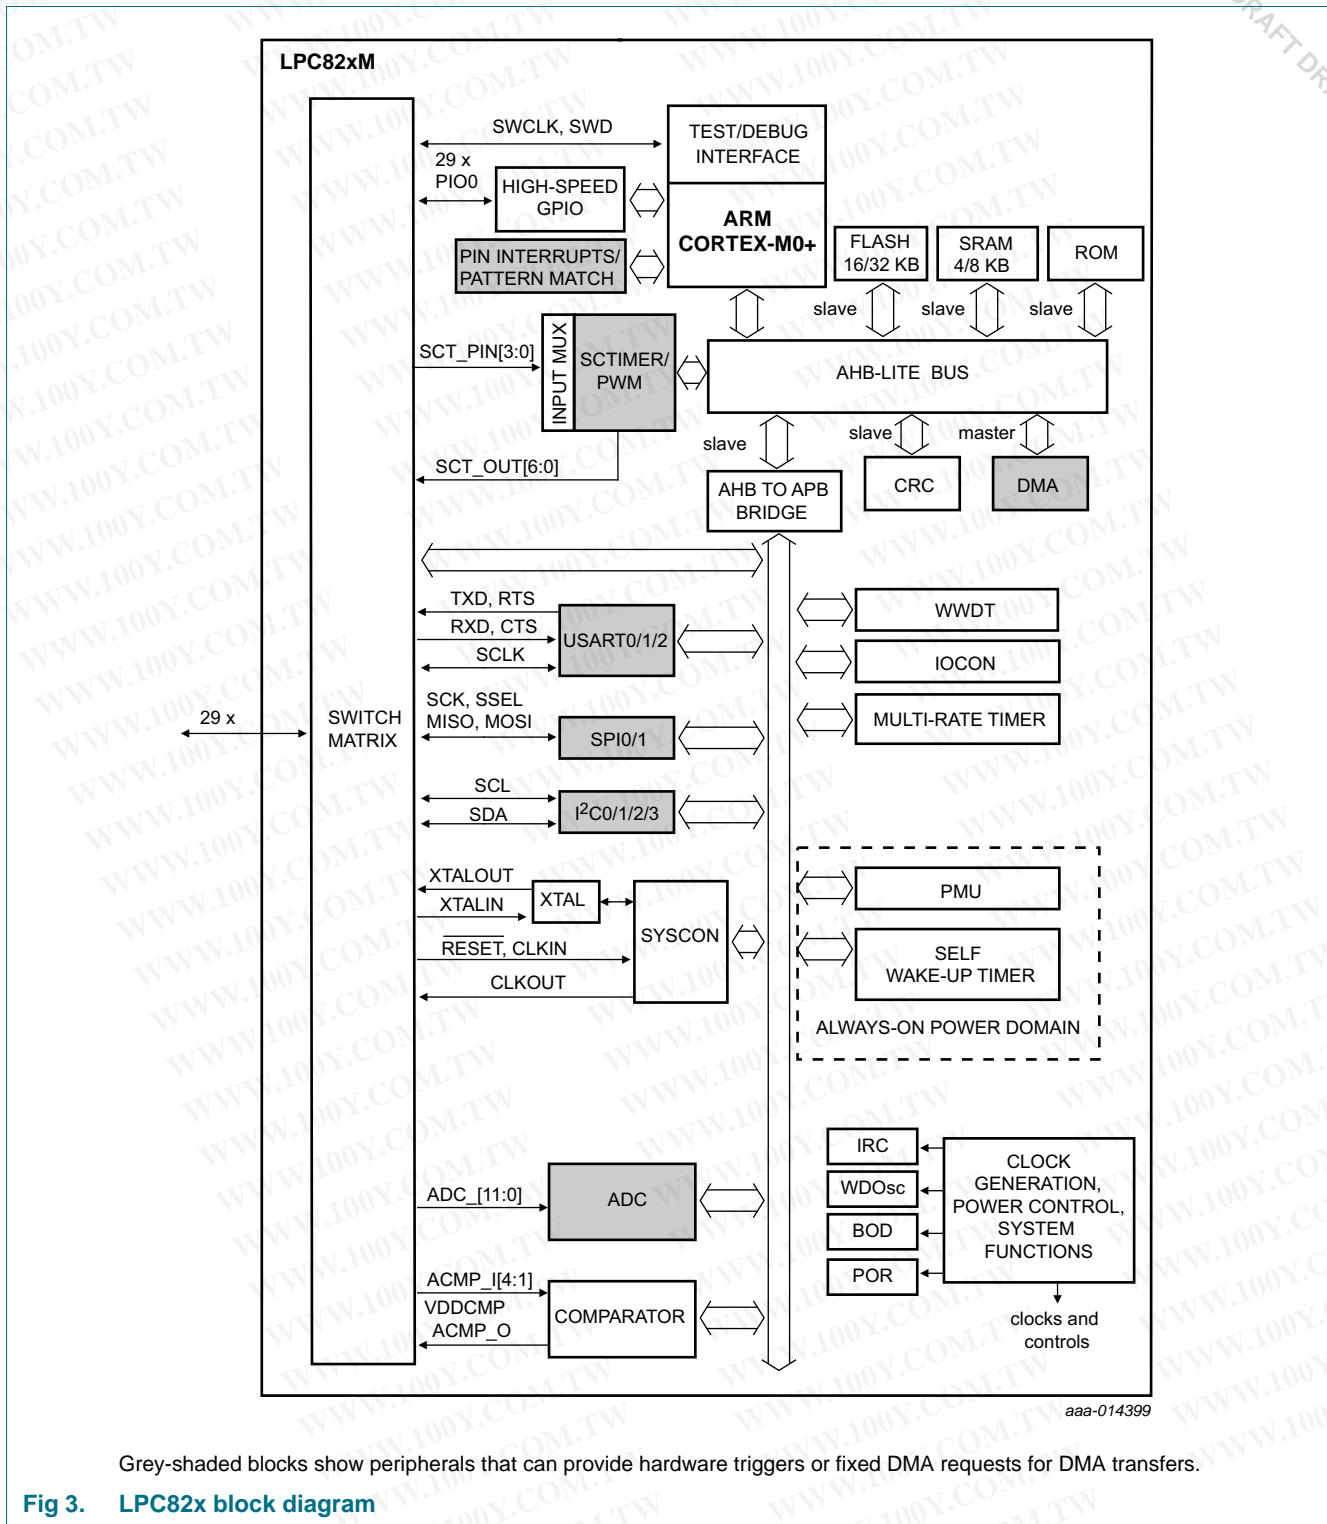 LPC82xM
SWCLK, SWD
TEST/DEBUG
INTERFACE
29 x
PIO0
HIGH-SPEED
GPIO
ARM
CORTEX-M0+
PIN INTERRUPTS/
PATTERN MATCH
FLASH
16/32 KB
SRAM
4/8 KB
ROM
slave
slave
slave
SCT_PIN[3:0]
INPUT MUX
SCTIMER/
PWM
AHB-LITE BUS
slave
slave
master
SCT_OUT[6:0]
AHB TO APB
BRIDGE
CRC
DMA
TXD, RTS
RXD, CTS
SCLK
USART0/1/2
WWDT
IOCON
MULTI-RATE TIMER
29 x
SWITCH
MATRIX
SCK, SSEL
MISO, MOSI
SPI0/1
SCL
SDA
I2C0/1/2/3
XTALOUT
XTALIN
XTAL
SYSCON
RESET, CLKIN
CLKOUT
PMU
SELF
WAKE-UP TIMER
ALWAYS-ON POWER DOMAIN
ADC_[11:0]
ADC
IRC
WDOsc
BOD
POR
CLOCK
GENERATION,
POWER CONTROL,
SYSTEM
FUNCTIONS
clocks and
controls
ACMP_I[4:1]
VDDCMP
ACMP_O
COMPARATOR
aaa-014399
Grey-shaded blocks show peripherals that can provide hardware triggers or fixed DMA requests for DMA transfers.
Fig 3. LPC82x block diagram
WWW.100Y.COM.TW